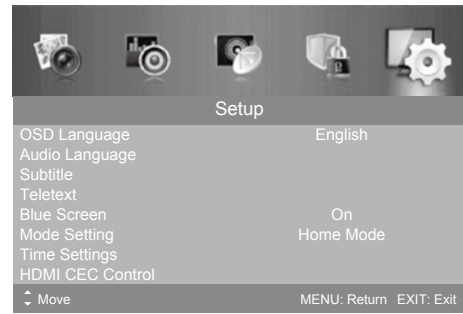 Setup
OSD Language English
Audio Language
Subtitle
Teletext
Blue Screen On
Mode Setting Home Mode
Time Settings
HDMI CEC Control
Move MENU: Return EXIT: Exit